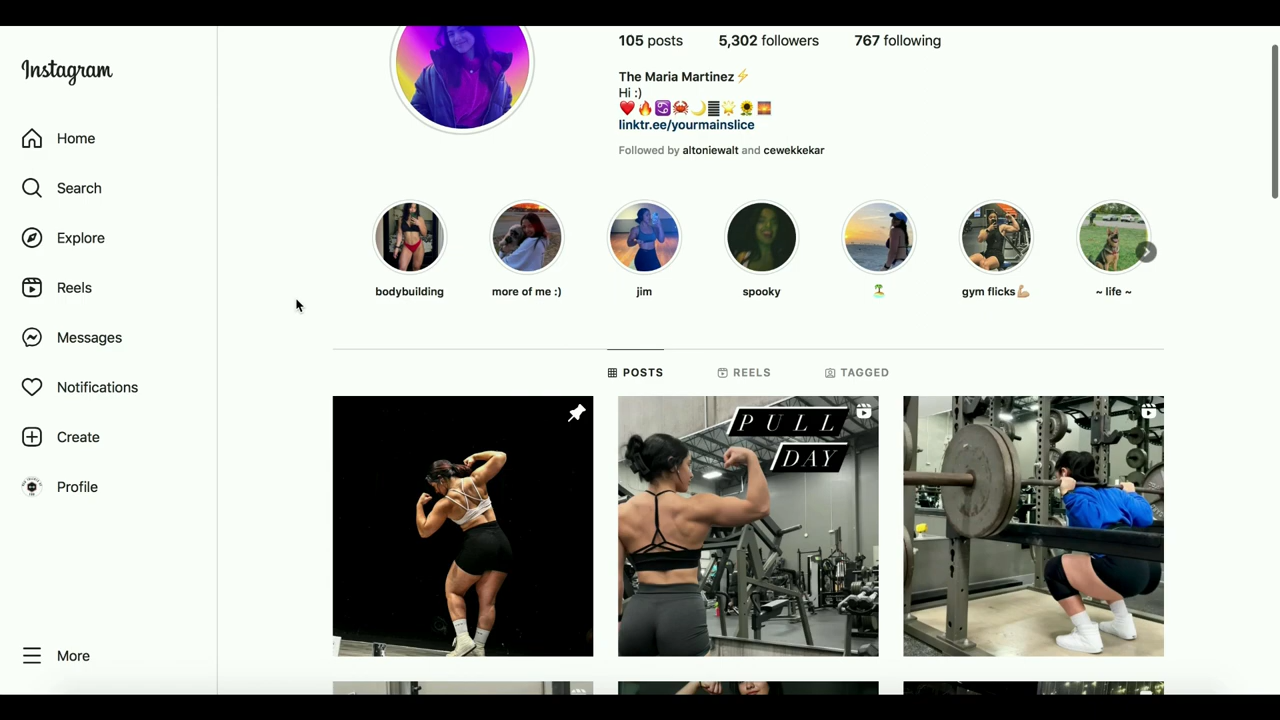 105 posts 5,302 followers 767 following
Instagram
The Maria Martinez⚡
Hi :)
❤️🔥♋🦀🌙𝄛🌟🌻🌅
linktr.ee/yourmainslice
Home
Followed by altoniewalt and cewekkekar
Search
Explore
Reels
bodybuilding more of me :) jim spooky 🏝️ gym flicks💪🏽 ~ life ~
Messages
POSTS REELS TAGGED
Notifications
PULL
DAY
Create
Profile
More